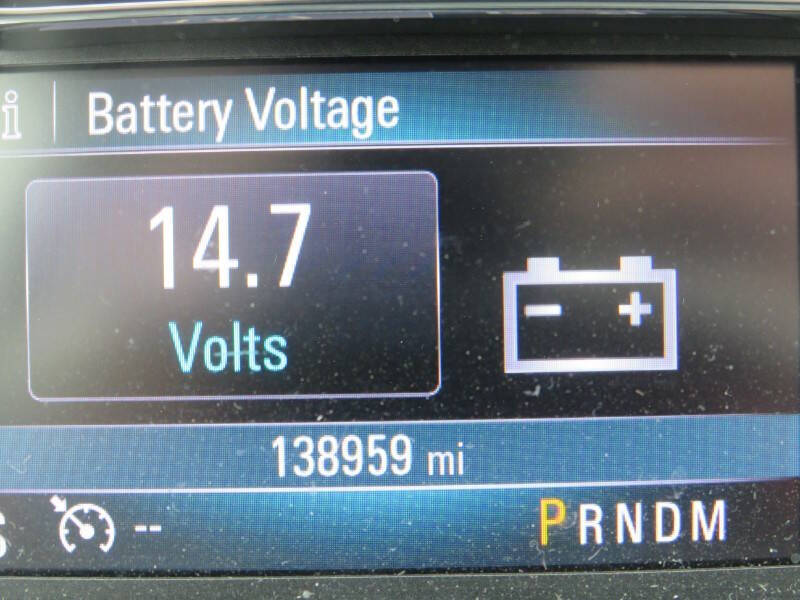 i Battery Voltage
14.7
Volts
- +
138959 mi
-- PRNDM